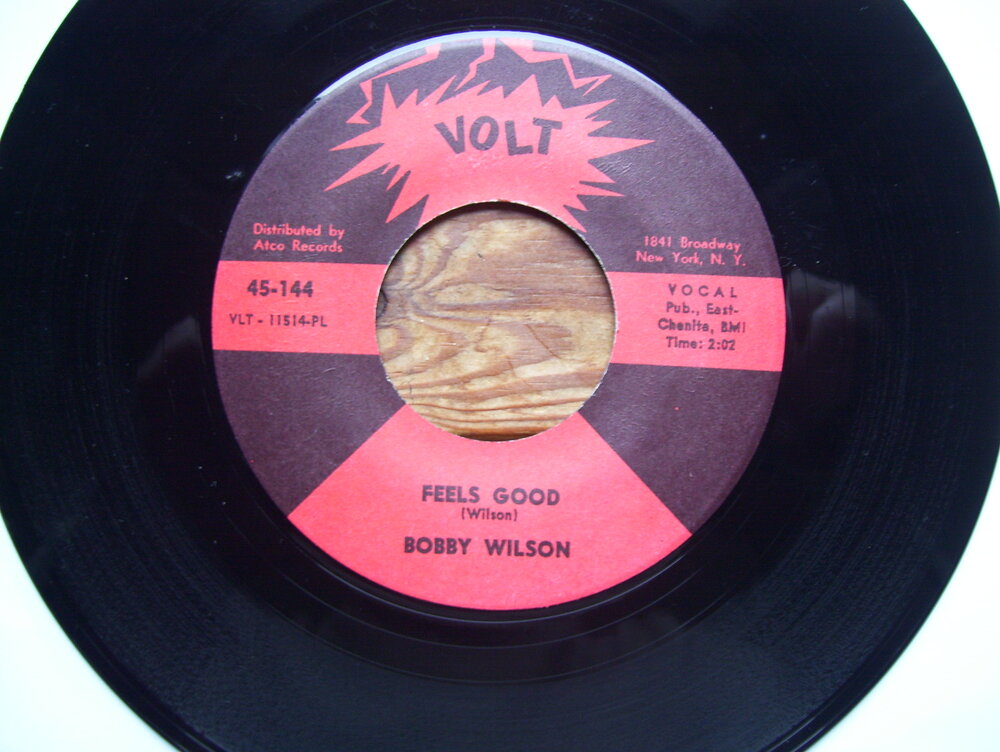 VOLT
Distributed by
Atco Records
1841 Broadway
New York, N. Y.
45-144
VLT - 11514-PL
VOCAL
Pub., East-
Chenita, BMI
Time: 2:02
FEELS GOOD
(Wilson)
BOBBY WILSON